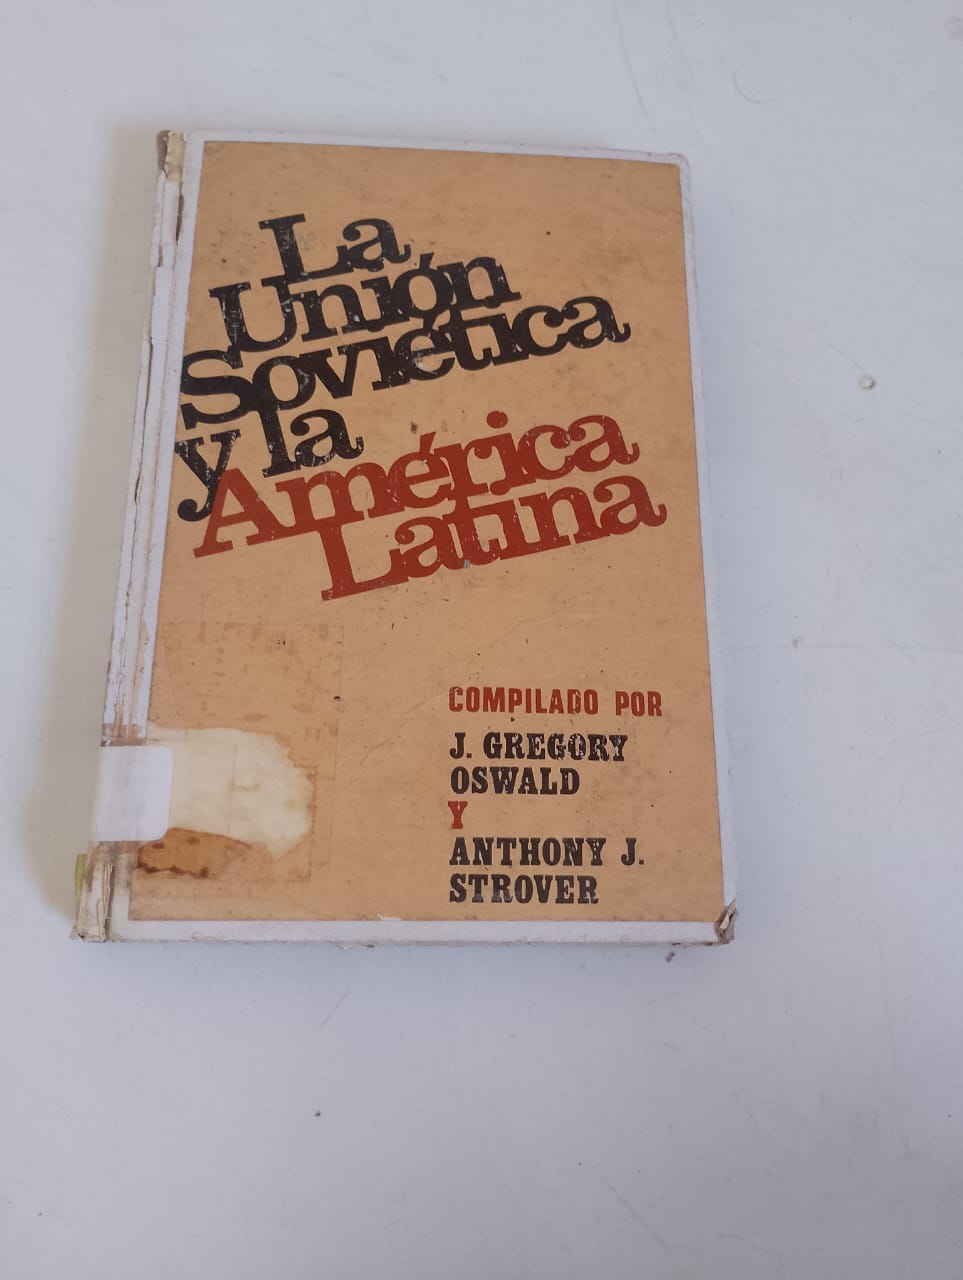 La
Unión
Soviética
y la
América
Latina
COMPILADO POR
J. GREGORY
OSWALD
Y
ANTHONY J.
STROVER